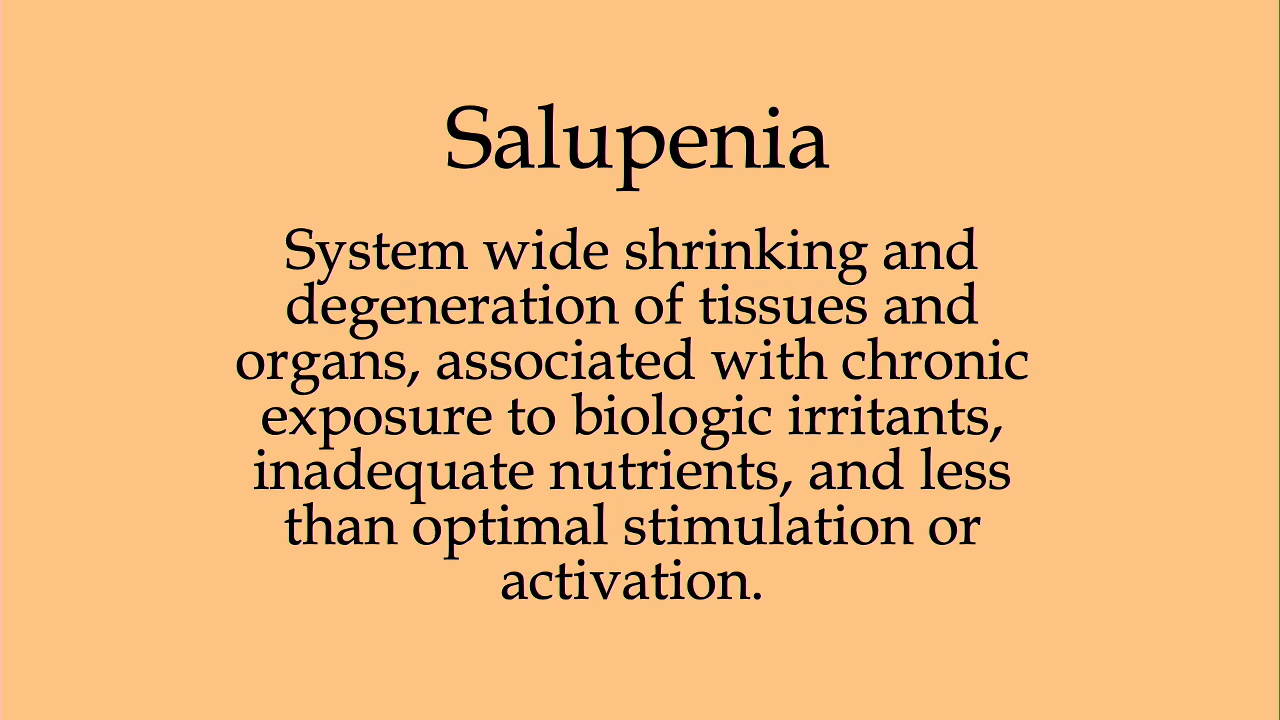 Salupenia
System wide shrinking and
degeneration of tissues and
organs, associated with chronic
exposure to biologic irritants,
inadequate nutrients, and less
than optimal stimulation or
activation.